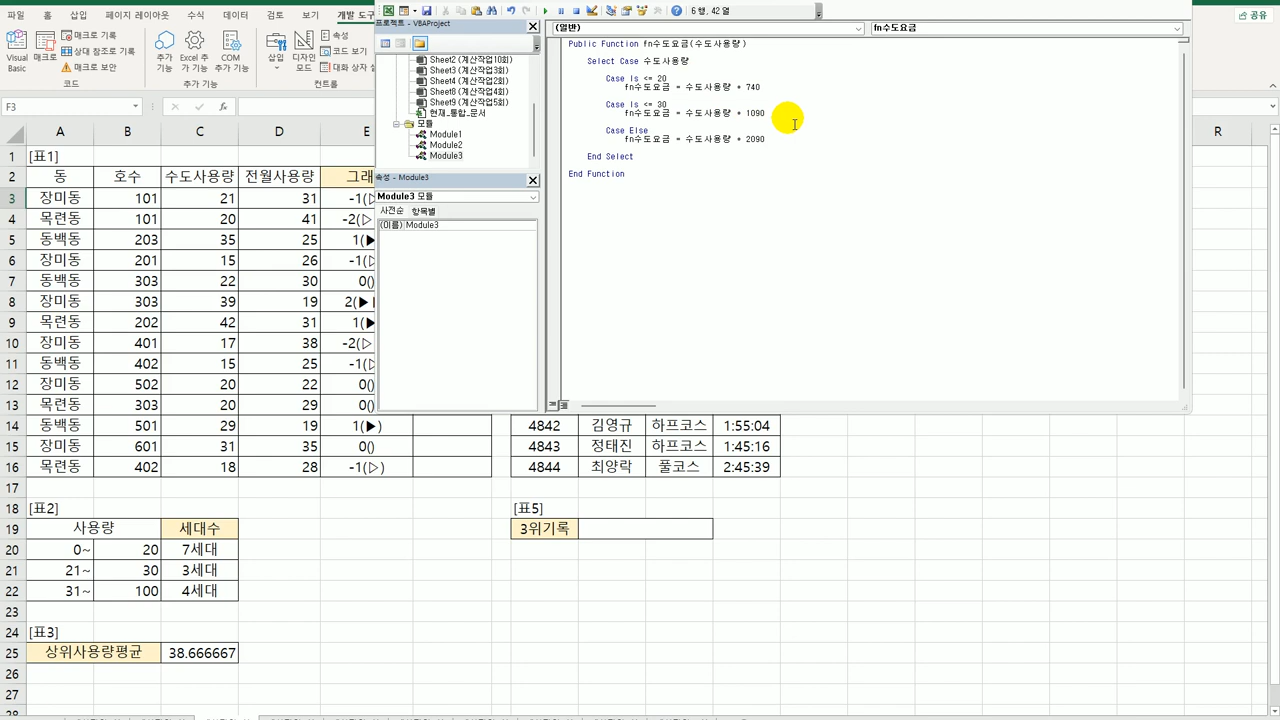 파일
홈
삽입
페이지 레이아웃
수식
데이터
검토
보기
개발 도구
공유
Visual Basic
매크로
매크로 기록
상대 참조로 기록
매크로 보안
코드
추가 기능
Excel 추가 기능
COM 추가 기능
추가 기능
삽입
디자인 모드
속성
코드 보기
대화 상자
컨트롤
F3
fx
6 행, 42 열
프로젝트 - VBAProject
Sheet2 (계산작업10회)
Sheet3 (계산작업3회)
Sheet4 (계산작업2회)
Sheet8 (계산작업4회)
Sheet9 (계산작업5회)
현재_통합_문서
모듈
Module1
Module2
Module3
속성 - Module3
Module3 모듈
사전순 항목별
(이름) Module3
(일반) fn수도요금
Public Function fn수도요금(수도사용량)
Select Case 수도사용량
Case Is <= 20
fn수도요금 = 수도사용량 * 740
Case Is <= 30
fn수도요금 = 수도사용량 * 1090
Case Else
fn수도요금 = 수도사용량 * 2090
End Select
End Function
A B C D E R
1 [표1]
2 동 호수 수도사용량 전월사용량 그래
3 장미동 101 21 31 -1(▷
4 목련동 101 20 41 -2(▷
5 동백동 203 35 25 1(▶
6 장미동 201 15 26 -1(▷
7 동백동 303 22 30 0()
8 장미동 303 39 19 2(▶
9 목련동 202 42 31 1(▶
10 장미동 401 17 38 -2(▷
11 동백동 402 15 25 -1(▷
12 장미동 502 20 22 0()
13 목련동 303 20 29 0()
14 동백동 501 29 19 1(▶) 4842 김영규 하프코스 1:55:04
15 장미동 601 31 35 0() 4843 정태진 하프코스 1:45:16
16 목련동 402 18 28 -1(▷) 4844 최양락 풀코스 2:45:39
17
18 [표2] [표5]
19 사용량 세대수 3위기록
20 0~ 20 7세대
21 21~ 30 3세대
22 31~ 100 4세대
23
24 [표3]
25 상위사용량평균 38.666667
26
27
28